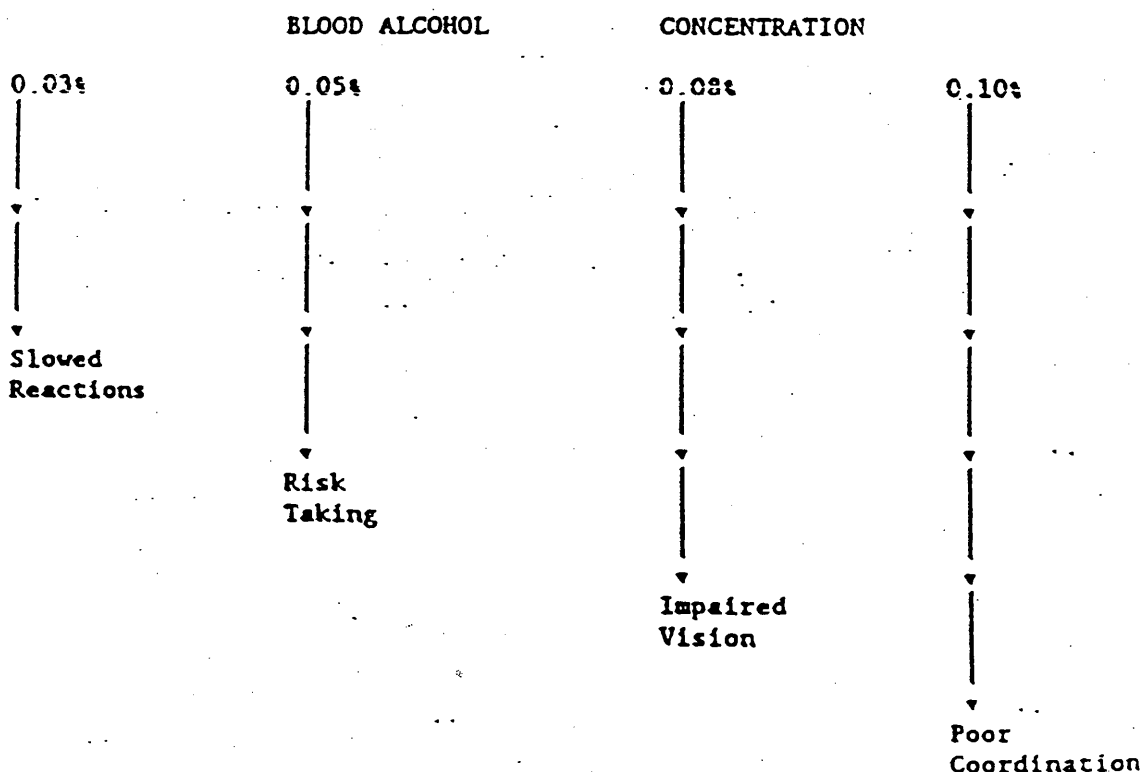 BLOOD ALCOHOL CONCENTRATION
0.03% 0.05% 0.08% 0.10%
Slowed
Reactions
Risk
Taking
Impaired
Vision
Poor
Coordination